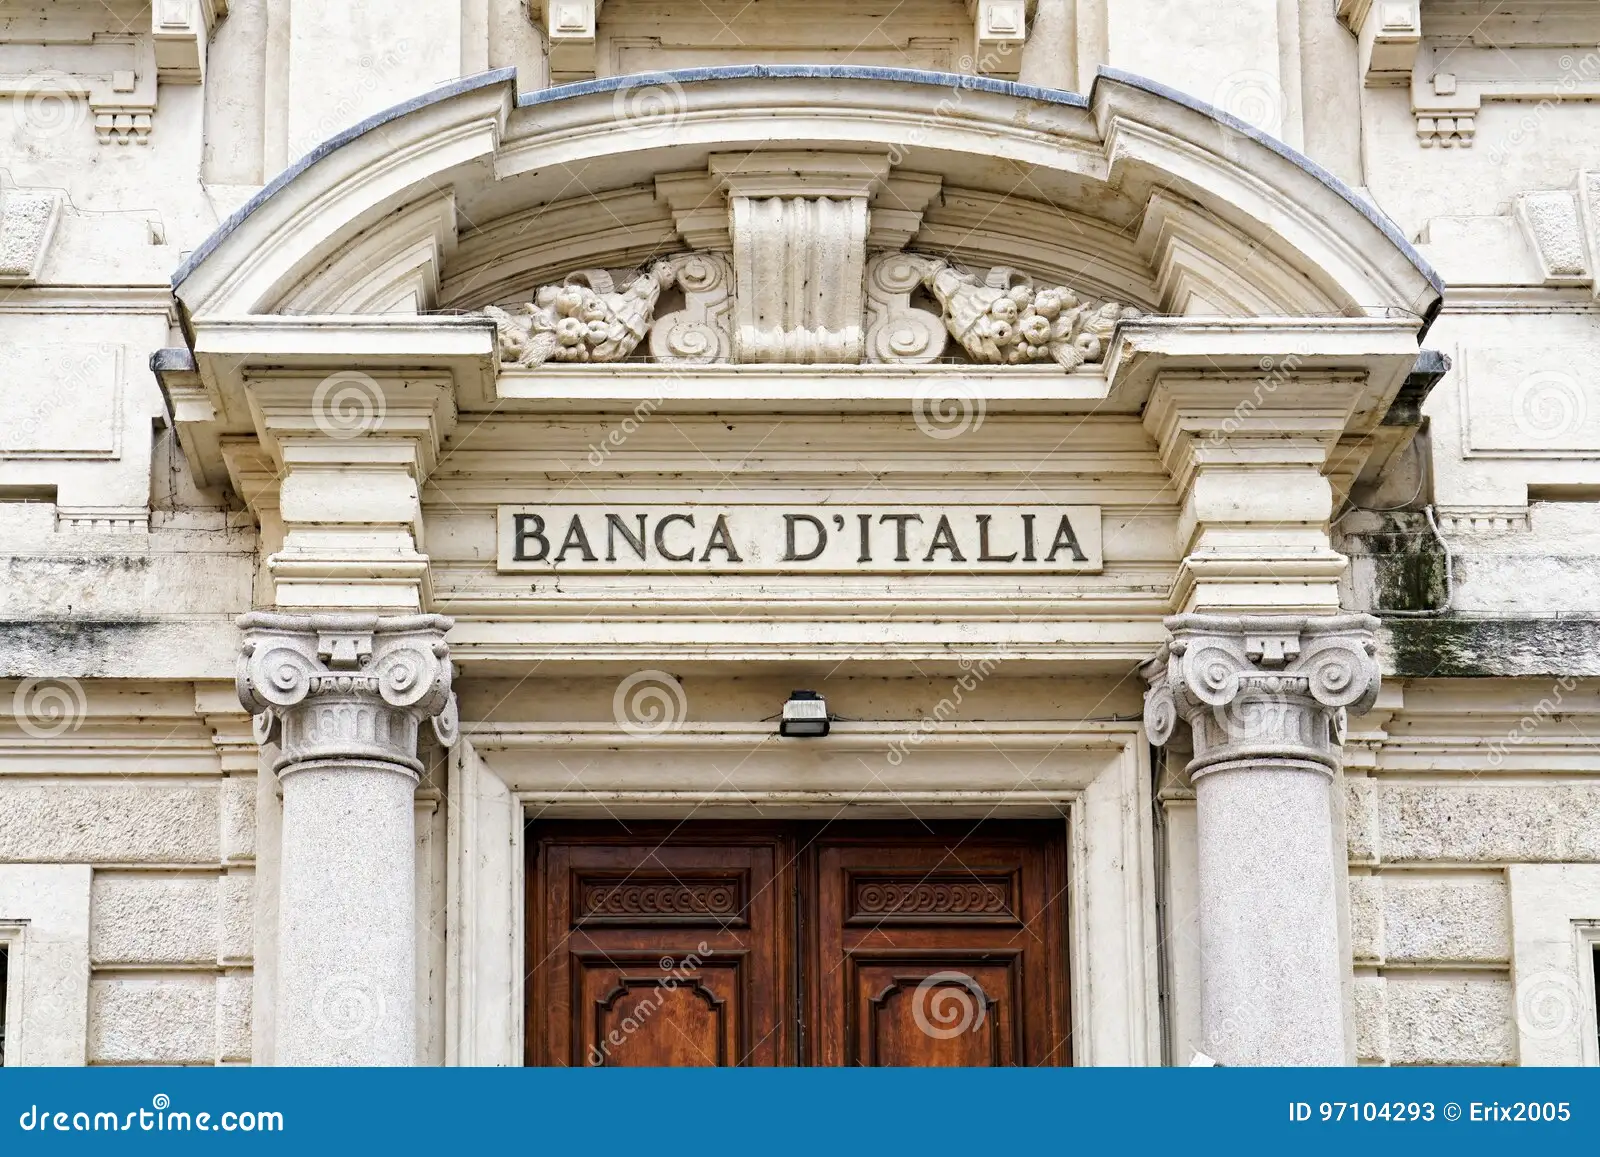 BANCA D'ITALIA
dreamstime.com
ID 97104293 © Erix2005